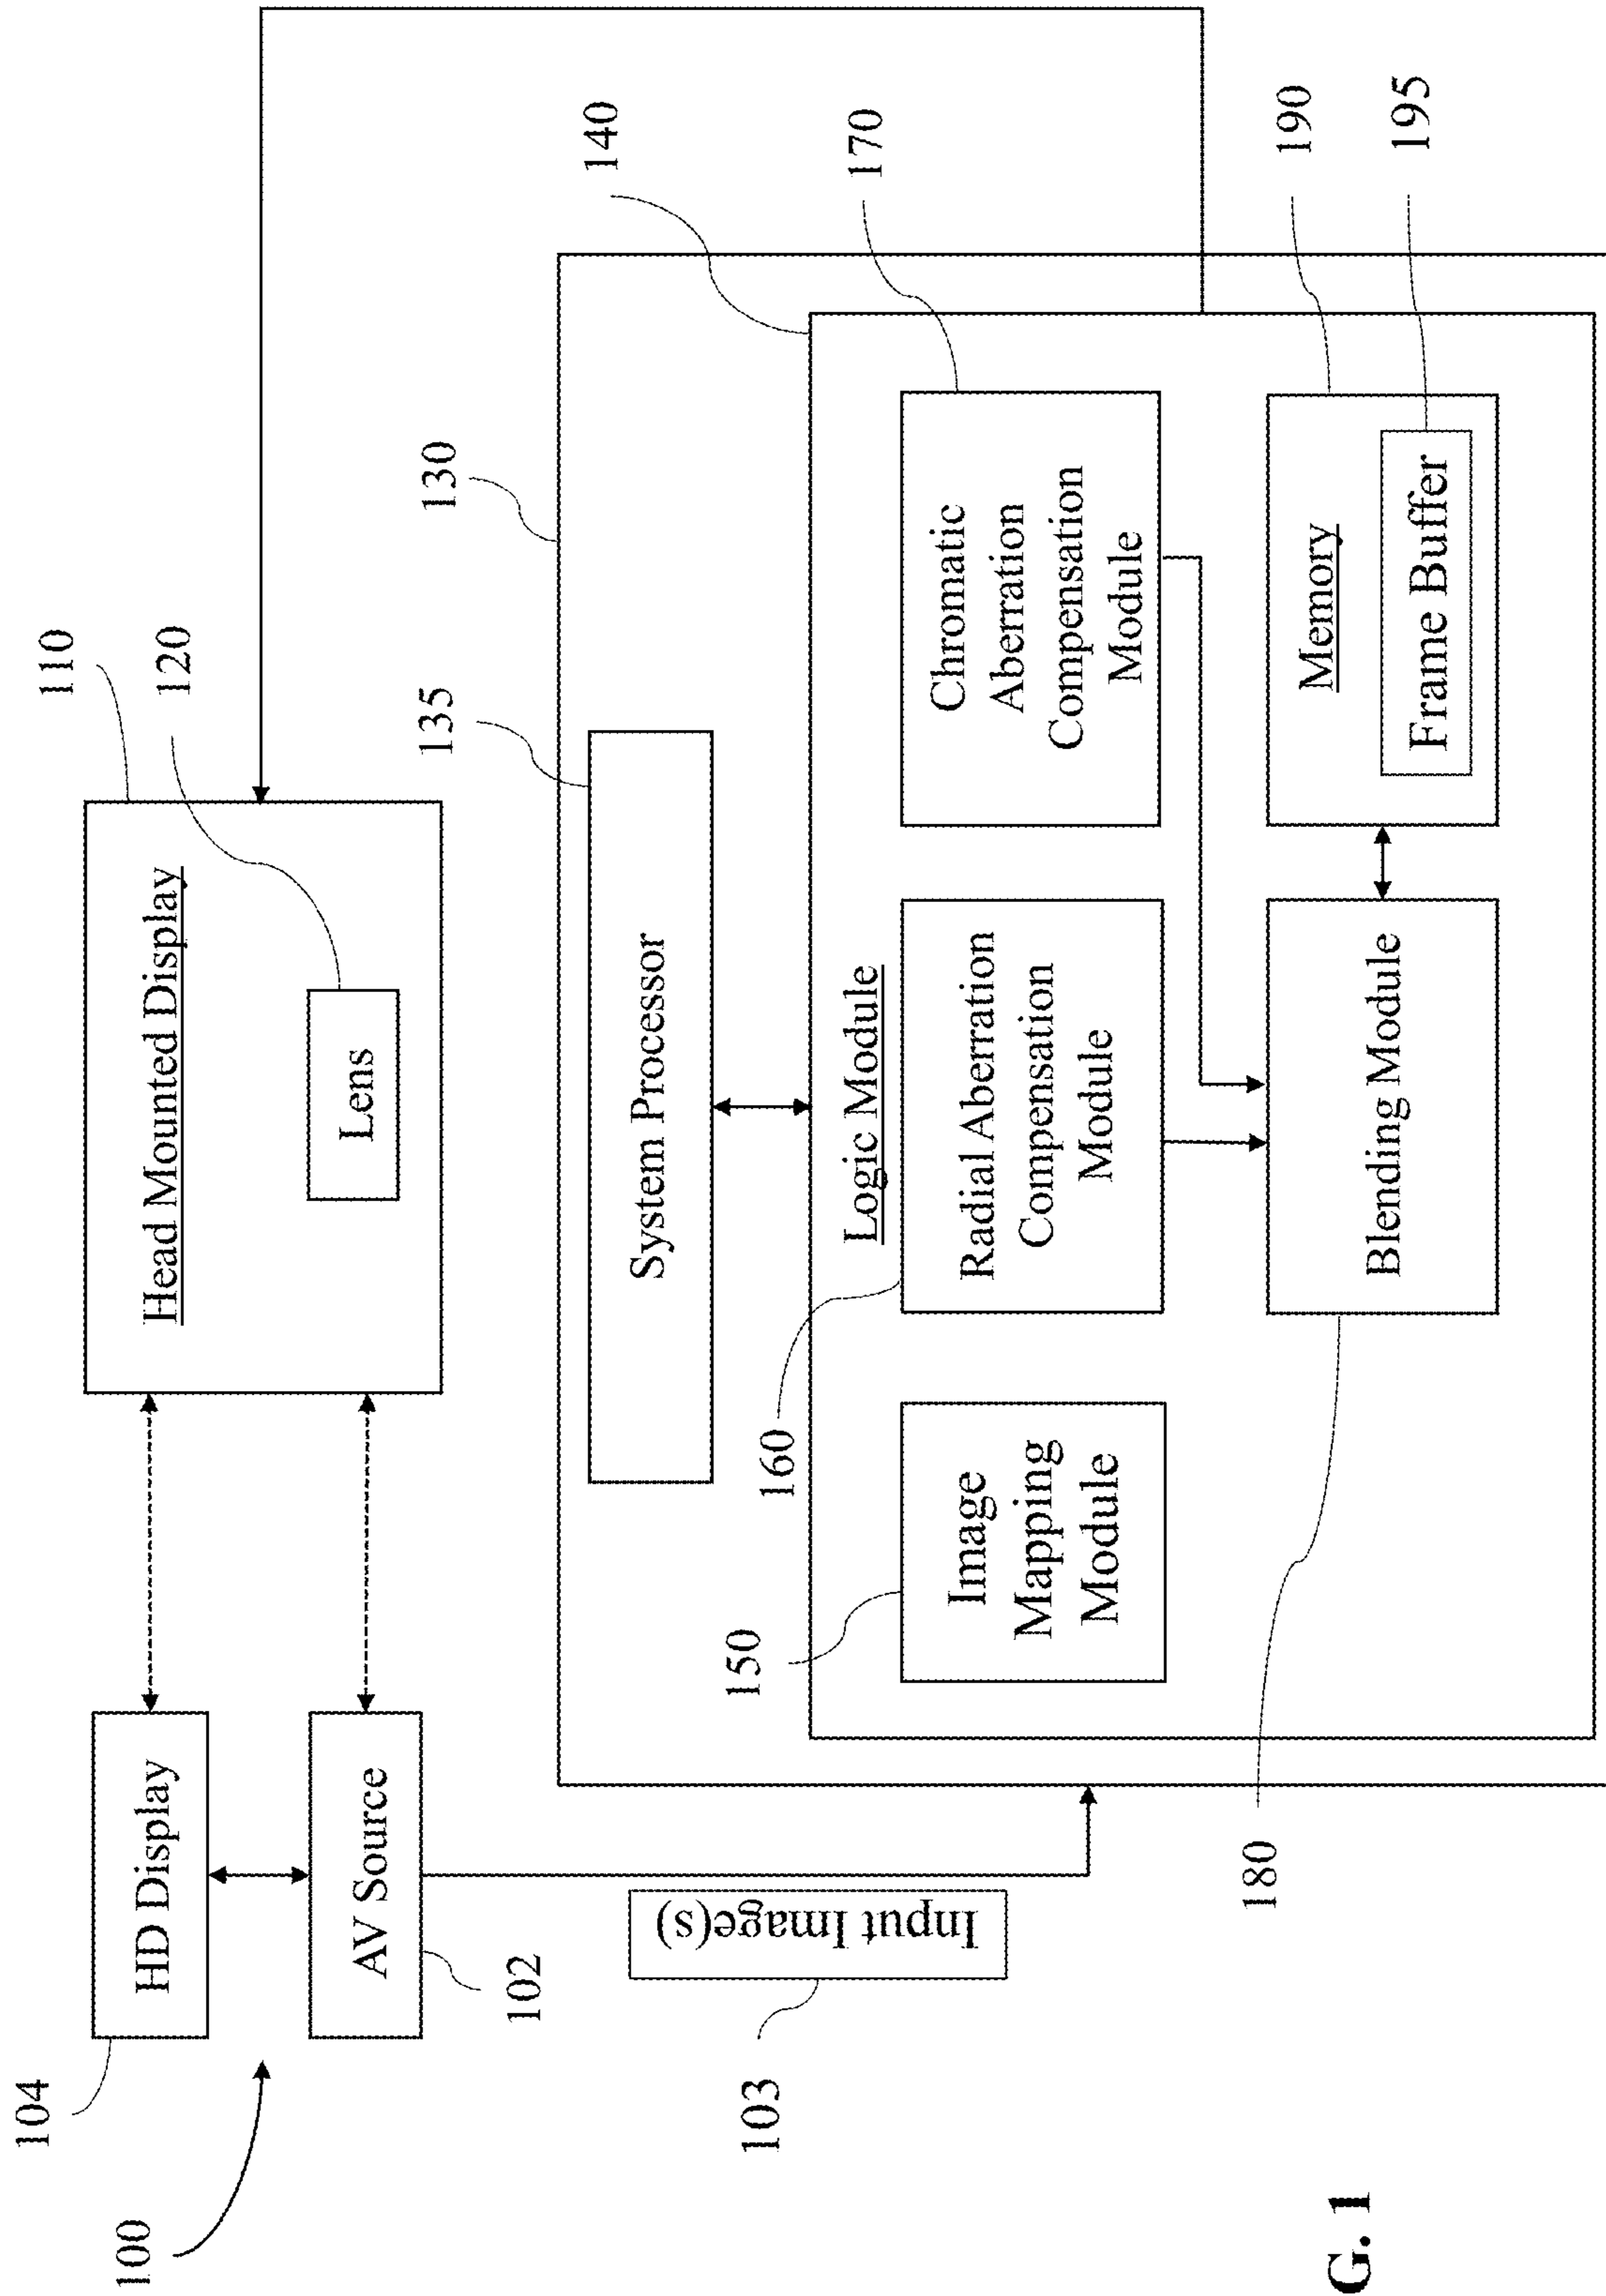 100
104
HD Display
AV Source
102
Input Image(s)
103
110
Head Mounted Display
120
Lens
130
135
System Processor
140
Logic Module
150
Image
Mapping
Module
160
Radial Aberration
Compensation
Module
170
Chromatic
Aberration
Compensation
Module
180
Blending Module
190
Memory
195
Frame Buffer
G. 1